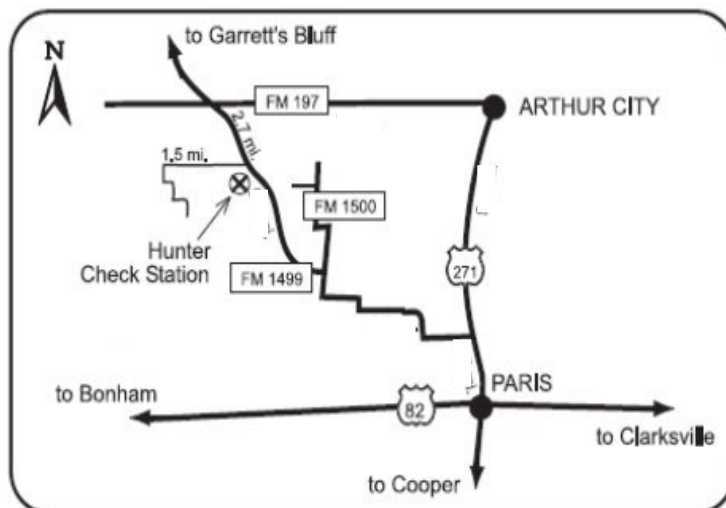 to Garrett's Bluff
N
FM 197
ARTHUR CITY
2.7 mi.
1.5 mi.
FM 1500
Hunter
Check Station
FM 1499
271
PARIS
to Bonham
82
to Clarksville
to Cooper